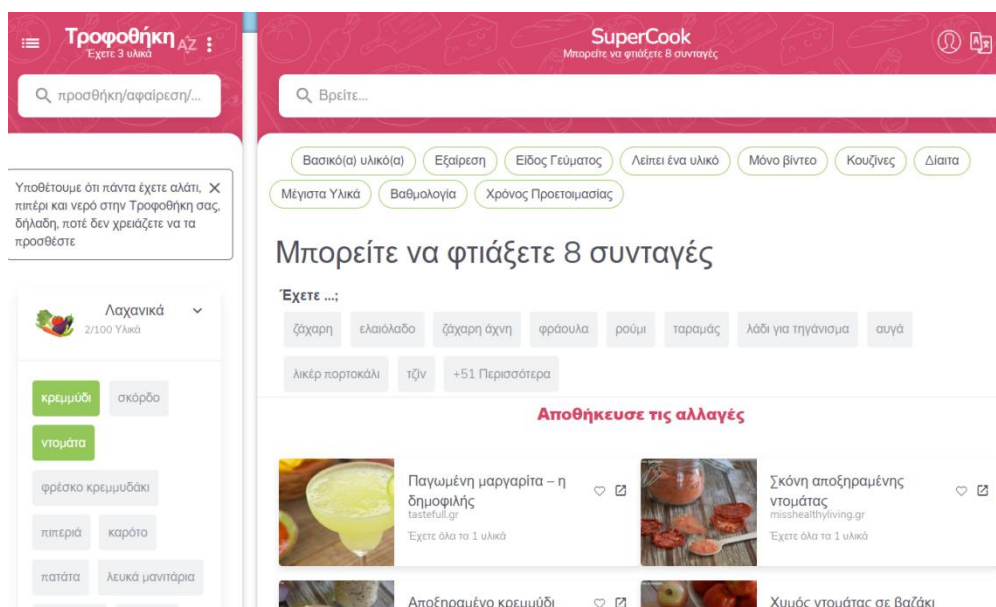 Τροφοθήκη
Έχετε 3 υλικά
προσθήκη/αφαίρεση/...
Υποθέτουμε ότι πάντα έχετε αλάτι,
πιπέρι και νερό στην Τροφοθήκη σας,
δήλαδη, ποτέ δεν χρειάζετε να τα
προσθέστε
Λαχανικά
2/100 Υλικά
κρεμμύδι σκόρδο
ντομάτα
φρέσκο κρεμμυδάκι
πιπεριά καρότο
πατάτα λευκά μανιτάρια
SuperCook
Μπορείτε να φτιάξετε 8 συνταγές
Βρείτε...
Βασικό(α) υλικό(α) Εξαίρεση Είδος Γεύματος Λείπει ένα υλικό Μόνο βίντεο Κουζίνες Δίαιτα
Μέγιστα Υλικά Βαθμολογία Χρόνος Προετοιμασίας
Μπορείτε να φτιάξετε 8 συνταγές
Έχετε ...;
ζάχαρη ελαιόλαδο ζάχαρη άχνη φράουλα ρούμι ταραμάς λάδι για τηγάνισμα αυγά
λικέρ πορτοκάλι τζίν +51 Περισσότερα
Αποθήκευσε τις αλλαγές
Παγωμένη μαργαρίτα – η
δημοφιλής
tastefull.gr
Έχετε όλα τα 1 υλικά
Σκόνη αποξηραμένης
ντομάτας
misshealthyliving.gr
Έχετε όλα τα 1 υλικά
Αποξηραμένο κρεμμύδι
Χυμός ντομάτας σε βαζάκι